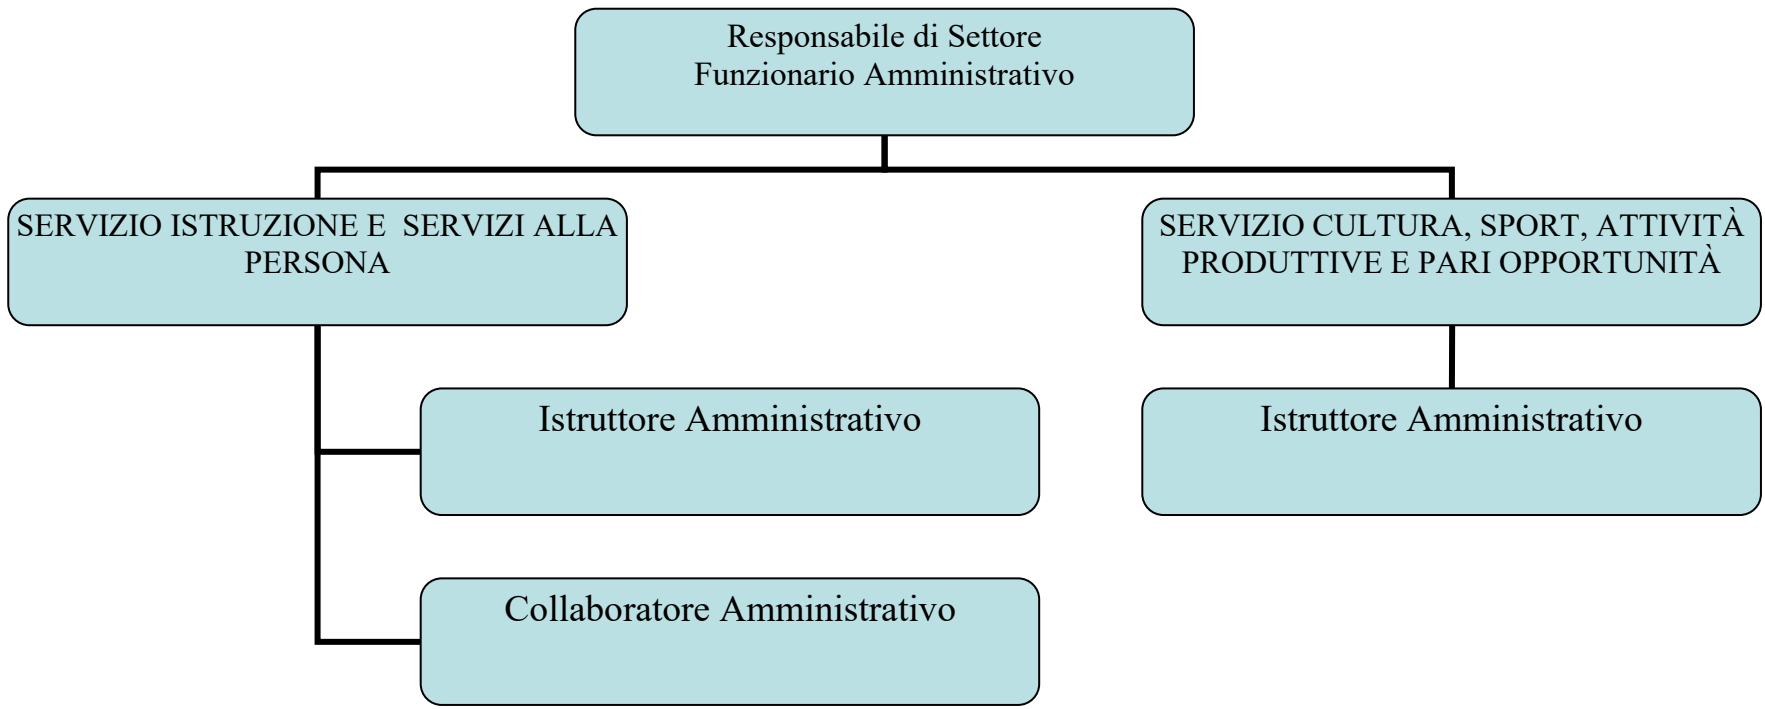 Responsabile di Settore
Funzionario Amministrativo
SERVIZIO ISTRUZIONE E  SERVIZI ALLA
PERSONA
SERVIZIO CULTURA, SPORT, ATTIVITÀ
PRODUTTIVE E PARI OPPORTUNITÀ
Istruttore Amministrativo
Istruttore Amministrativo
Collaboratore Amministrativo